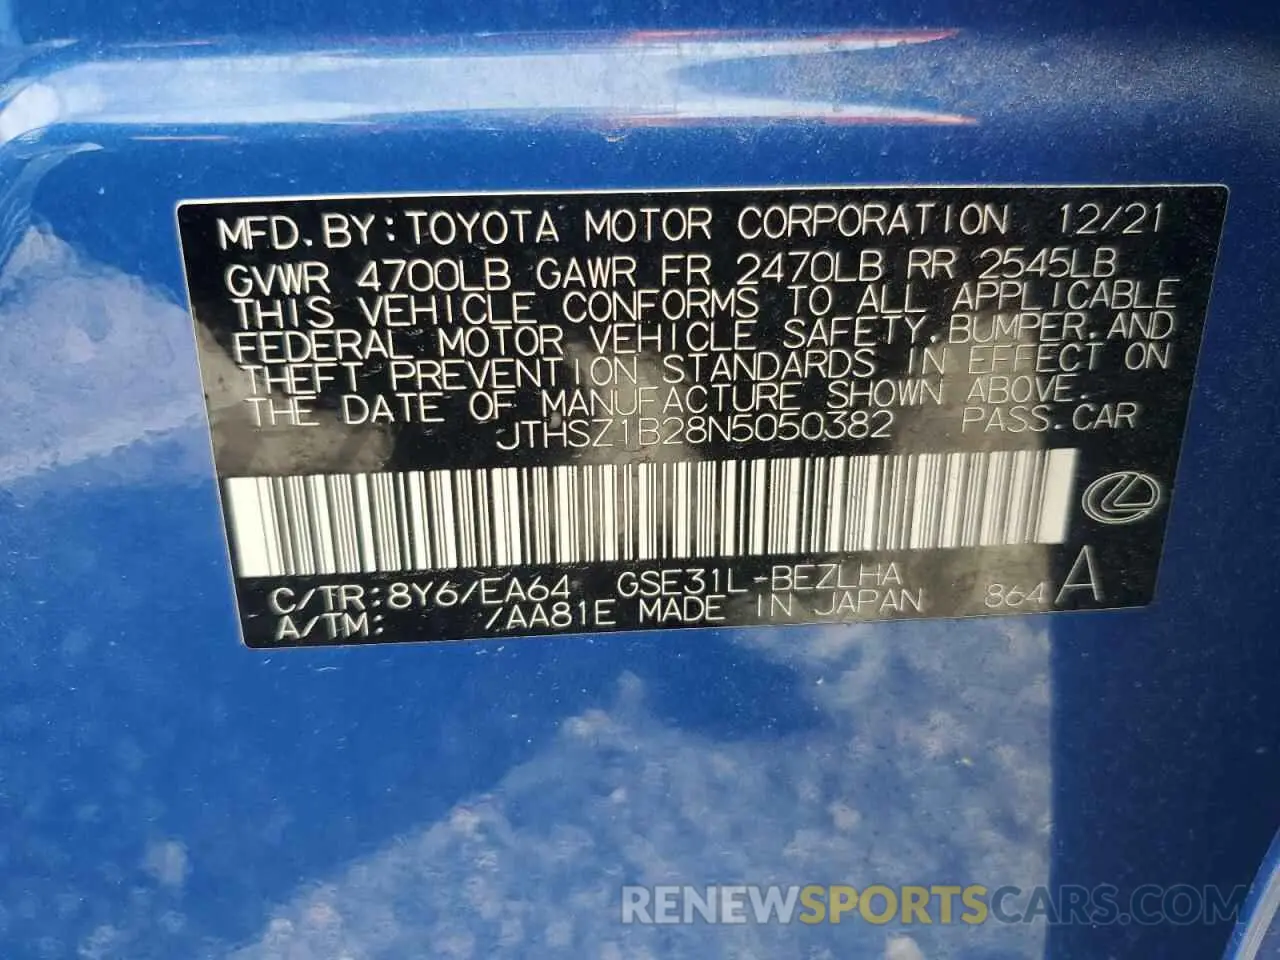 MFD.BY:TOYOTA MOTOR CORPORATION 12/21
GVWR 4700LB GAWR FR 2470LB RR 2545LB
THIS VEHICLE CONFORMS TO ALL APPLICABLE
FEDERAL MOTOR VEHICLE SAFETY,BUMPER,AND
THEFT PREVENTION STANDARDS IN EFFECT ON
THE DATE OF MANUFACTURE SHOWN ABOVE.
JTHSZ1B28N5050382 PASS.CAR
C/TR:8Y6/EA64 GSE31L-BEZLHA
A/TM: /AA81E MADE IN JAPAN 864 A
RENEWSPORTSCARS.COM